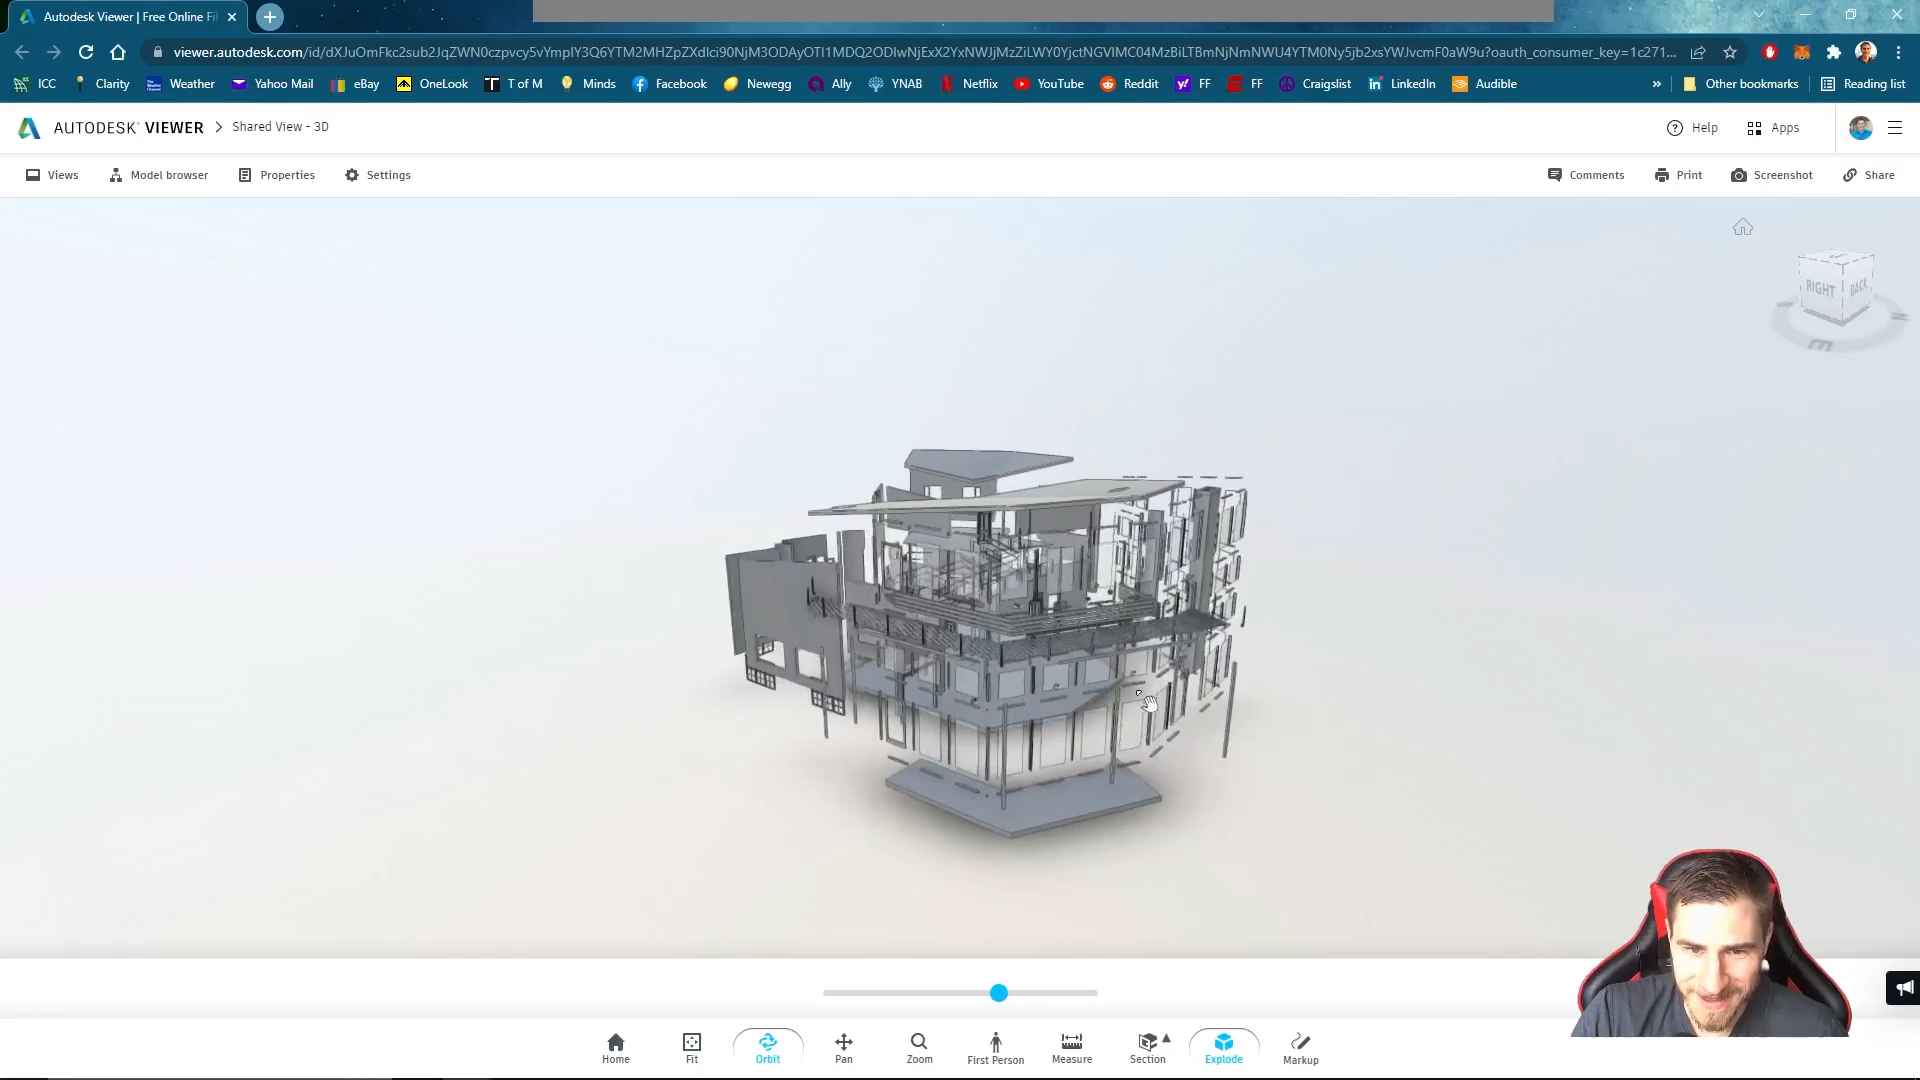 Autodesk Viewer | Free Online Fil
viewer.autodesk.com/id/dXJuOmFkc2sub2JqZWN0czpvcy5vYmplY3Q6YTM2MHZpZXdlci90NjM3ODAyOTI1MDQ2ODIwNjExX2YxNWJjMzZiLWY0YjctNGVlMC04MzBiLTBmNjNmNWU4YTM0Ny5jb2xsYWJvcmF0aW9u?oauth_consumer_key=1c271...
ICC Clarity Weather Yahoo Mail eBay OneLook T of M Minds Facebook Newegg Ally YNAB Netflix YouTube Reddit FF FF Craigslist LinkedIn Audible » Other bookmarks Reading list
AUTODESK VIEWER > Shared View - 3D Help Apps
Views Model browser Properties Settings Comments Print Screenshot Share
RIGHT BACK
E
Home Fit Orbit Pan Zoom First Person Measure Section Explode Markup